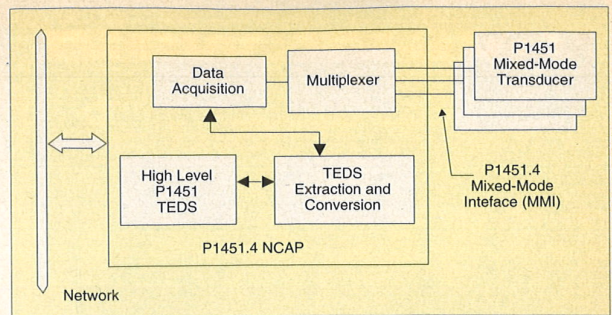 P1451
Mixed-Mode
Transducer
Data
Acquisition
Multiplexer
High Level
P1451
TEDS
TEDS
Extraction and
Conversion
P1451.4
Mixed-Mode
Inteface (MMI)
P1451.4 NCAP
Network